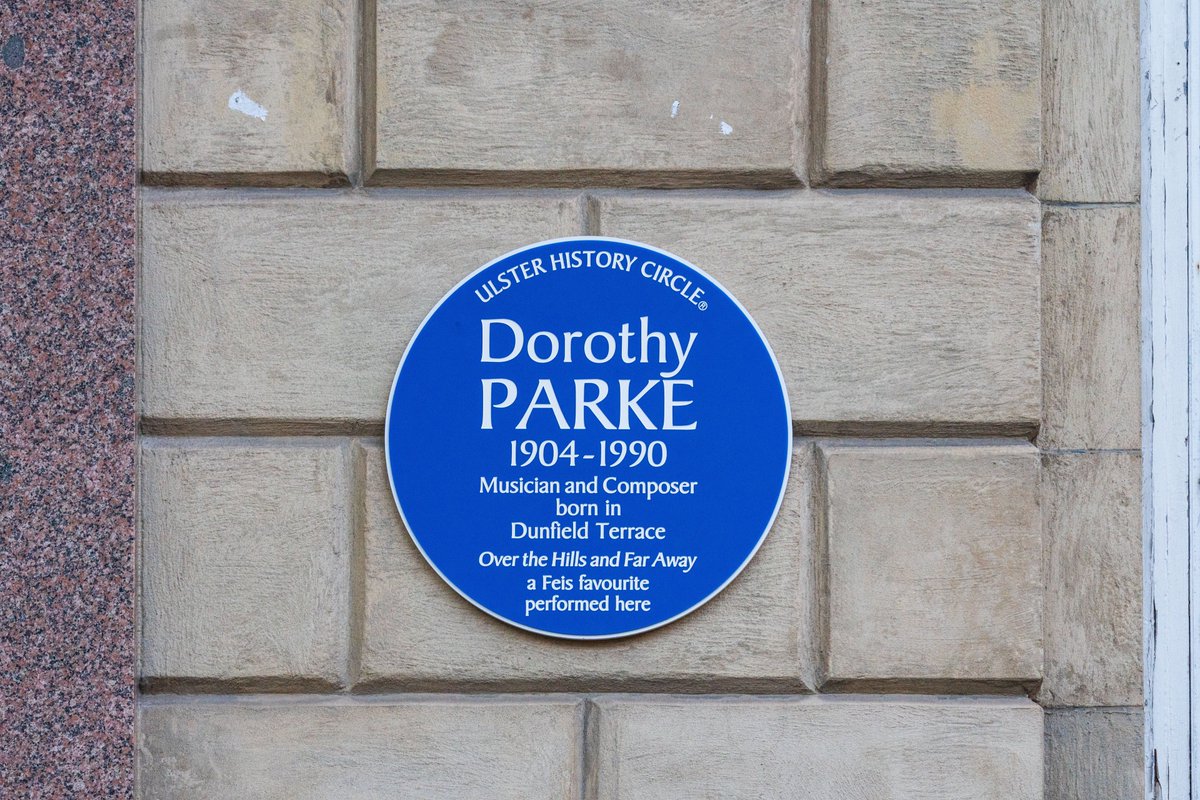 ULSTER HISTORY CIRCLE®
Dorothy
PARKE
1904-1990
Musician and Composer
born in
Dunfield Terrace
Over the Hills and Far Away
a Feis favourite
performed here